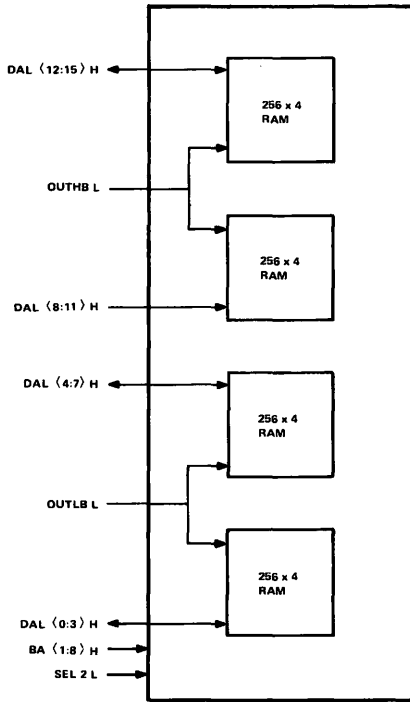 DAL ⟨12:15⟩ H
256 x 4
RAM
OUTHB L
256 x 4
RAM
DAL ⟨8:11⟩ H
DAL ⟨4:7⟩ H
256 x 4
RAM
OUTLB L
256 x 4
RAM
DAL ⟨0:3⟩ H
BA ⟨1:8⟩ H
SEL 2 L